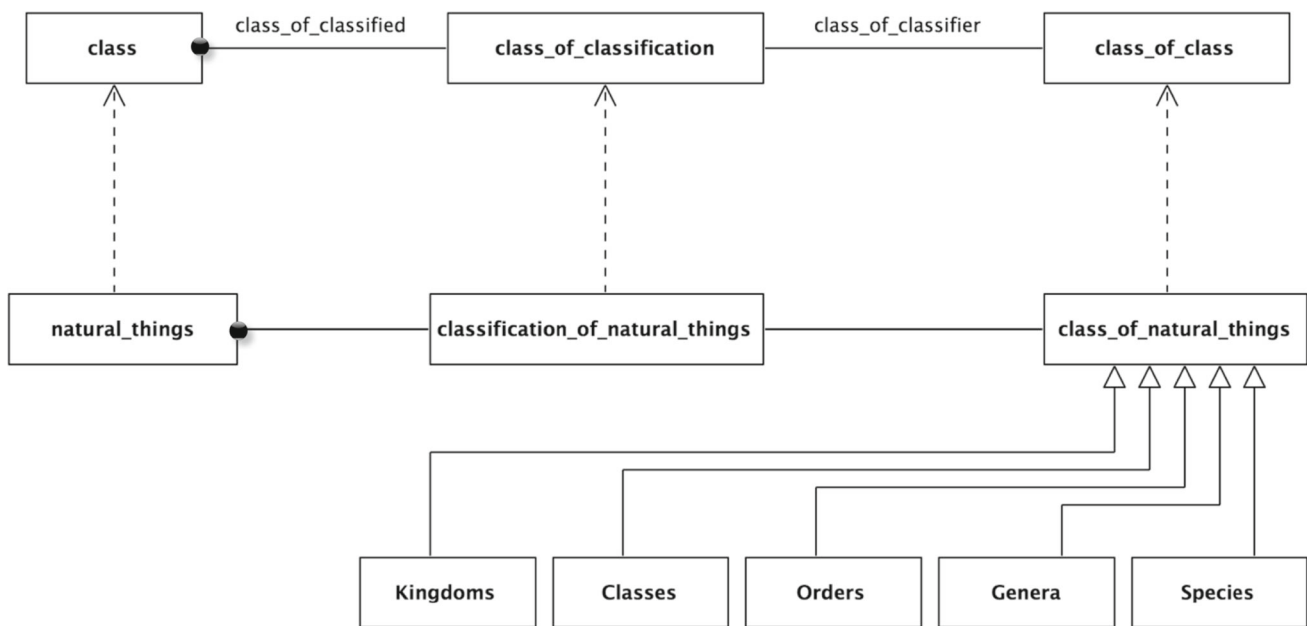 class_of_classified
class_of_classifier
class
class_of_classification
class_of_class
natural_things
classification_of_natural_things
class_of_natural_things
Kingdoms
Classes
Orders
Genera
Species